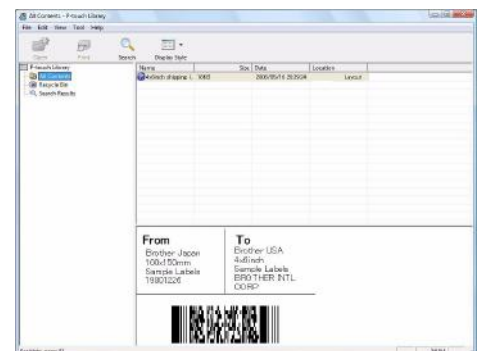 All Contents - P-touch Library
File Edit View Tool Help
Open Print Search Display Style
P-touch Library
All Contents
Recycle Bin
Search Results
Name Size Date Location
4x6inch shipping l... Layout
From
Brother Japan
100x150mm
Sample Labels
19801226
To
Brother USA
4x6inch
Sample Labels
BROTHER INTL
CORP